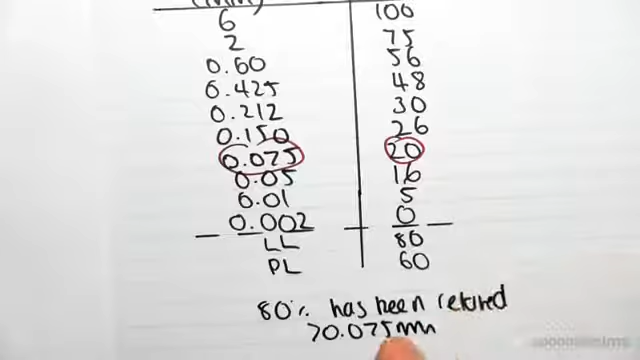 (mm) 100
6 75
2 56
0.60 48
0.425 30
0.212 26
0.150 20
0.075 16
0.05 5
0.01 0
0.002 80
LL 60
PL
80% has been retained
>0.075mm